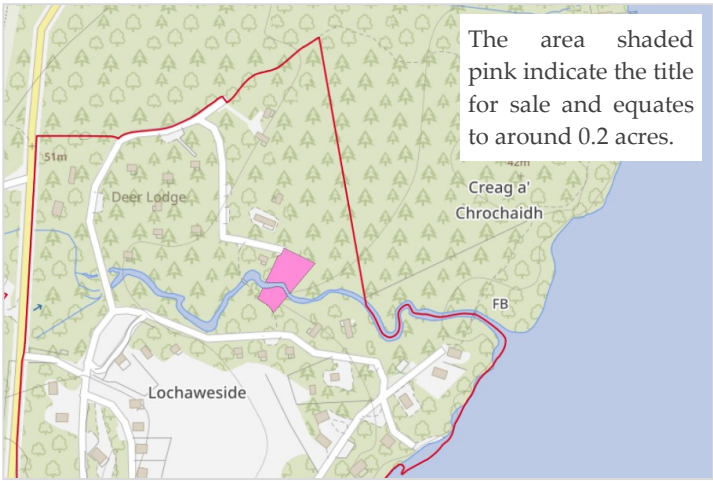 The area shaded
pink indicate the title
for sale and equates
to around 0.2 acres.
51m
42m
Deer Lodge
Creag a'
Chrochaidh
FB
Lochaweside